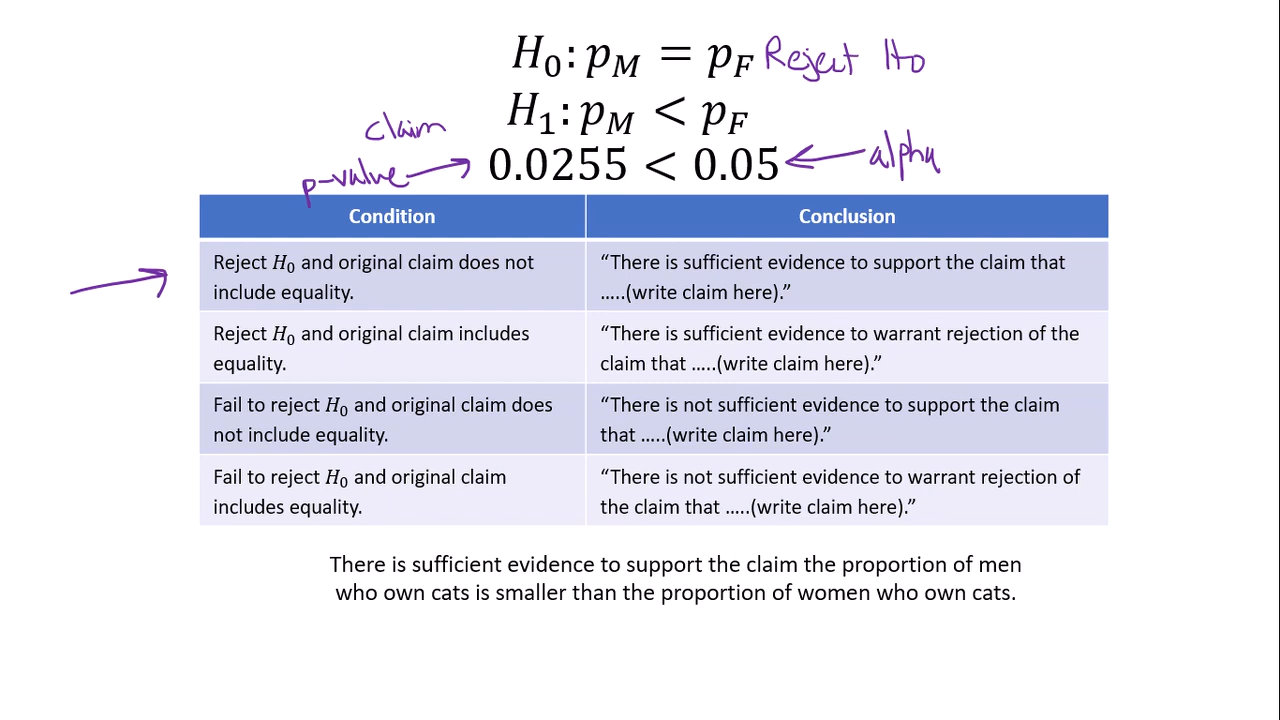 H₀: p_M = p_F Reject H0
H₁: p_M < p_F
claim
p-value → 0.0255 < 0.05 ← alpha
Condition Conclusion
Reject H₀ and original claim does not include equality.
“There is sufficient evidence to support the claim that
…..(write claim here).”
Reject H₀ and original claim includes equality.
“There is sufficient evidence to warrant rejection of the
claim that …..(write claim here).”
Fail to reject H₀ and original claim does
not include equality.
“There is not sufficient evidence to support the claim
that …..(write claim here).”
Fail to reject H₀ and original claim
includes equality.
“There is not sufficient evidence to warrant rejection of
the claim that …..(write claim here).”
There is sufficient evidence to support the claim the proportion of men
who own cats is smaller than the proportion of women who own cats.